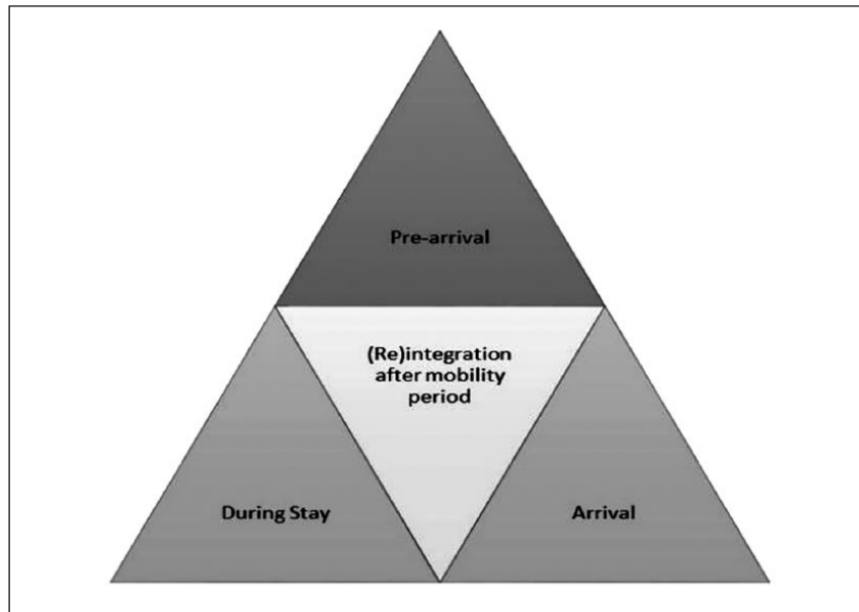 Pre-arrival
(Re)integration
after mobility
period
During Stay
Arrival